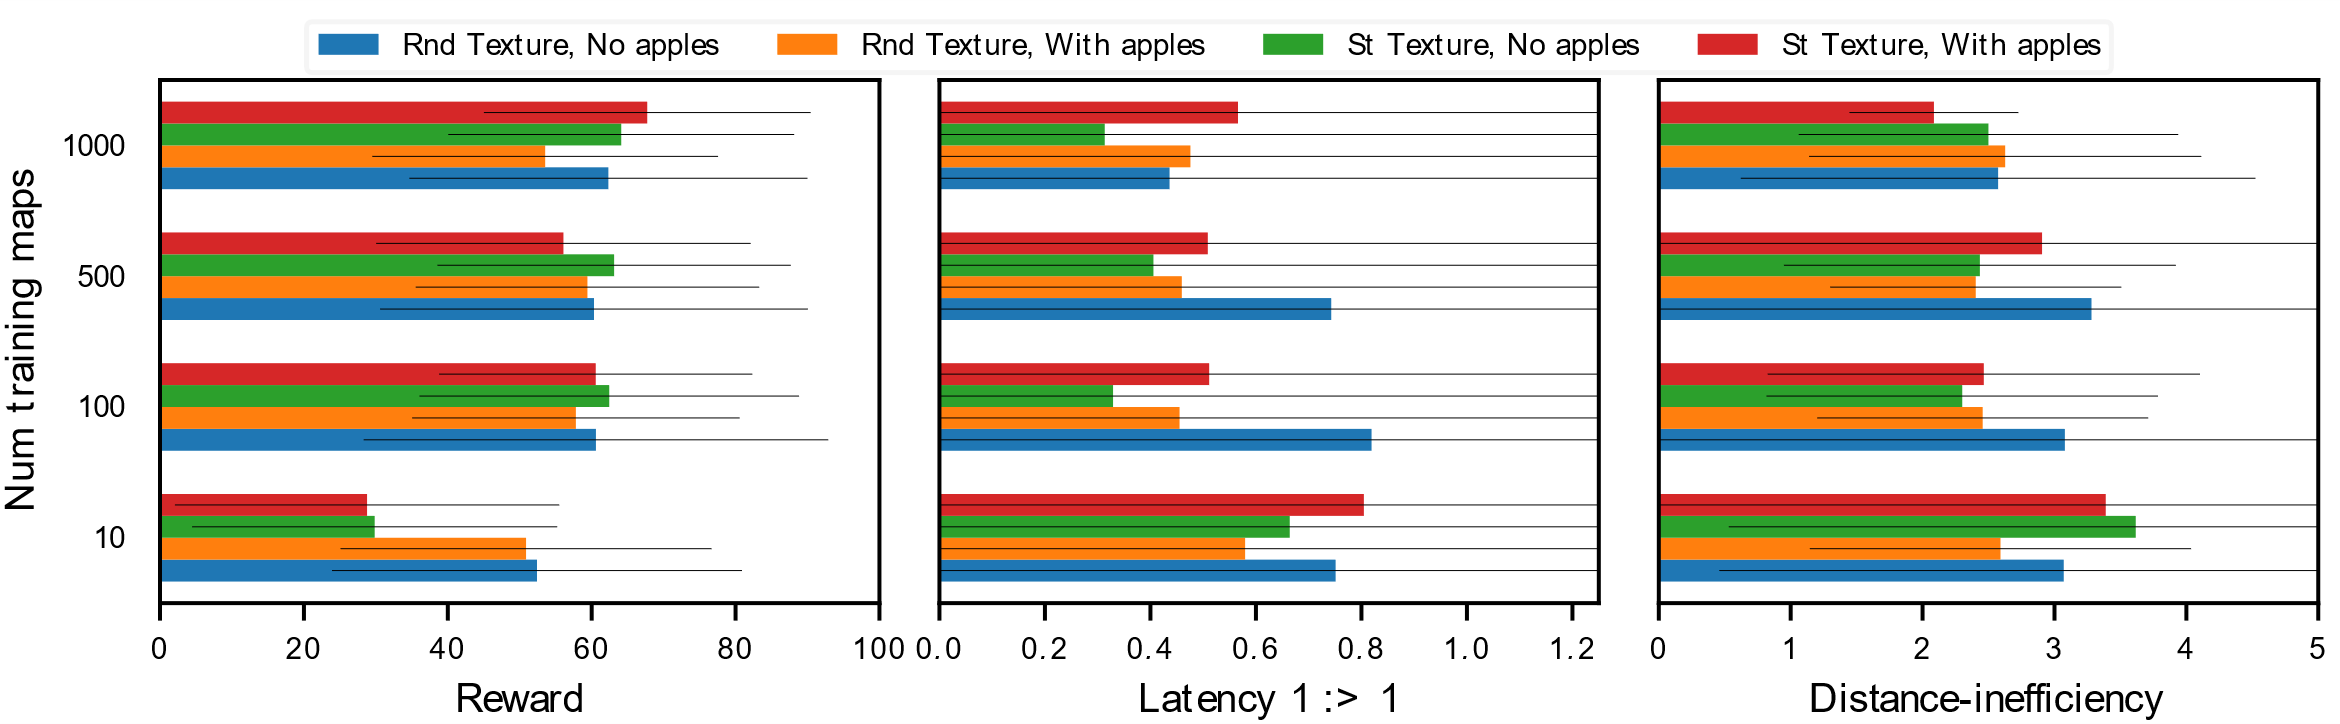 Rnd Texture, No apples Rnd Texture, With apples St Texture, No apples St Texture, With apples
Num training maps
1000
500
100
10
0 20 40 60 80 100 0.0 0.2 0.4 0.6 0.8 1.0 1.2 0 1 2 3 4 5
Reward Latency 1 :> 1 Distance-inefficiency